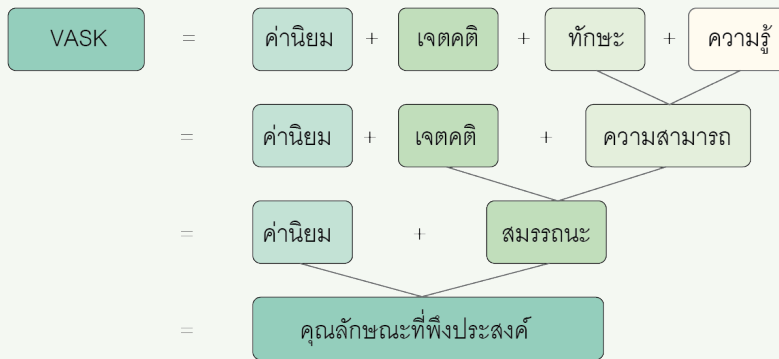 VASK = ค่านิยม + เจตคติ + ทักษะ + ความรู้
= ค่านิยม + เจตคติ + ความสามารถ
= ค่านิยม + สมรรถนะ
= คุณลักษณะที่พึงประสงค์